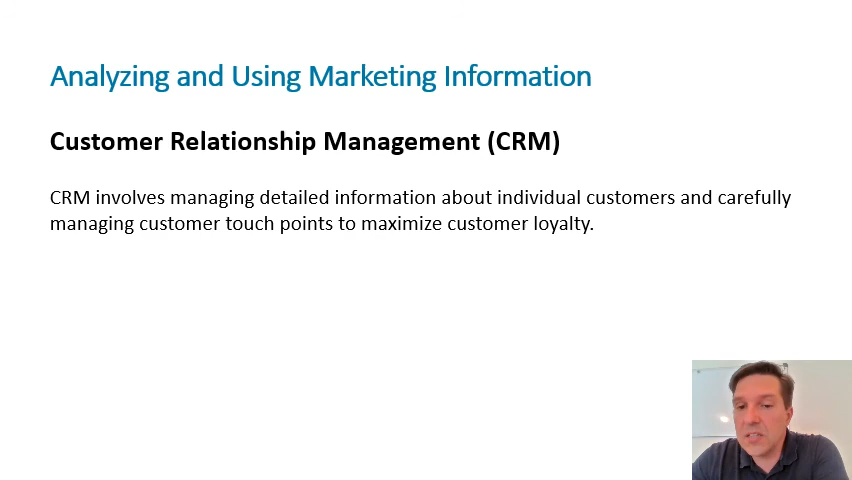 Analyzing and Using Marketing Information
Customer Relationship Management (CRM)
CRM involves managing detailed information about individual customers and carefully
managing customer touch points to maximize customer loyalty.